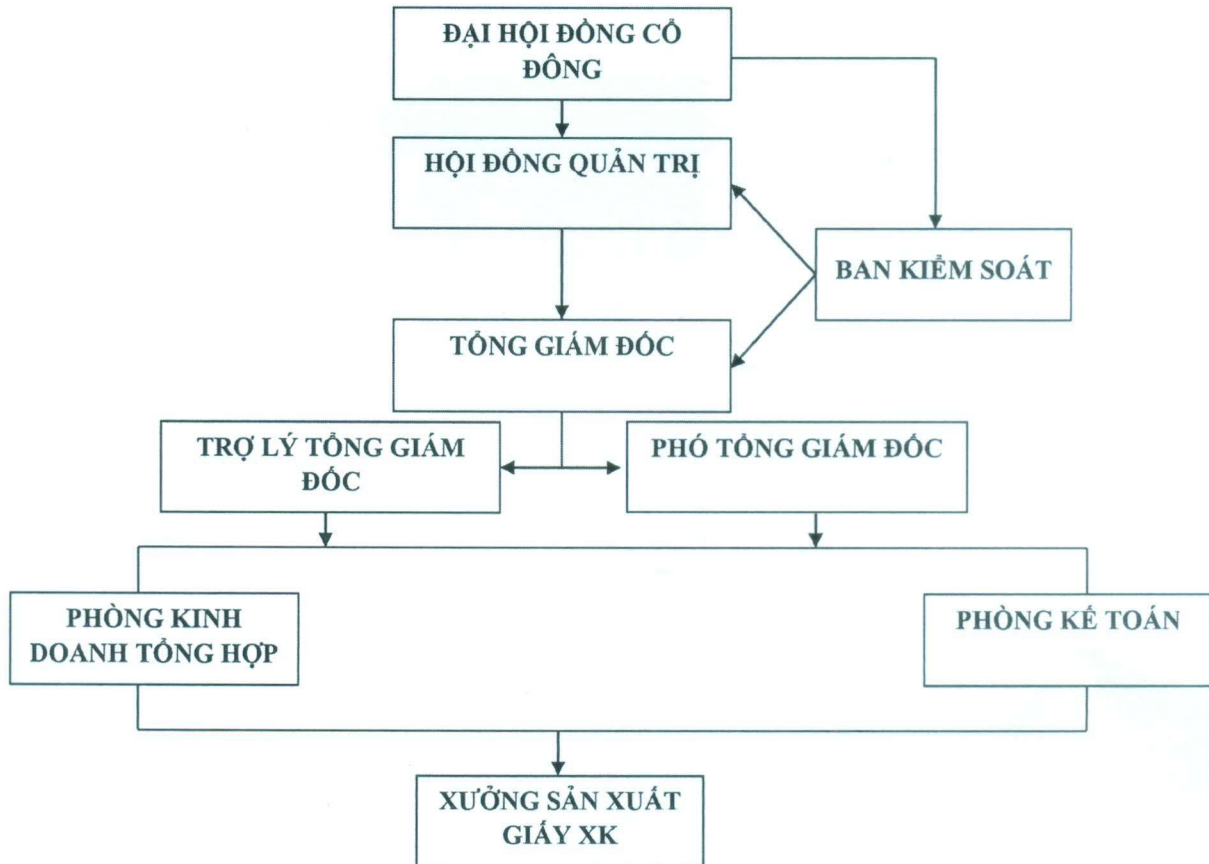 ĐẠI HỘI ĐỒNG CỔ
ĐÔNG
HỘI ĐỒNG QUẢN TRỊ
BAN KIỂM SOÁT
TỔNG GIÁM ĐỐC
TRỢ LÝ TỔNG GIÁM
ĐỐC
PHÓ TỔNG GIÁM ĐỐC
PHÒNG KINH
DOANH TỔNG HỢP
PHÒNG KẾ TOÁN
XƯỞNG SẢN XUẤT
GIẤY XK